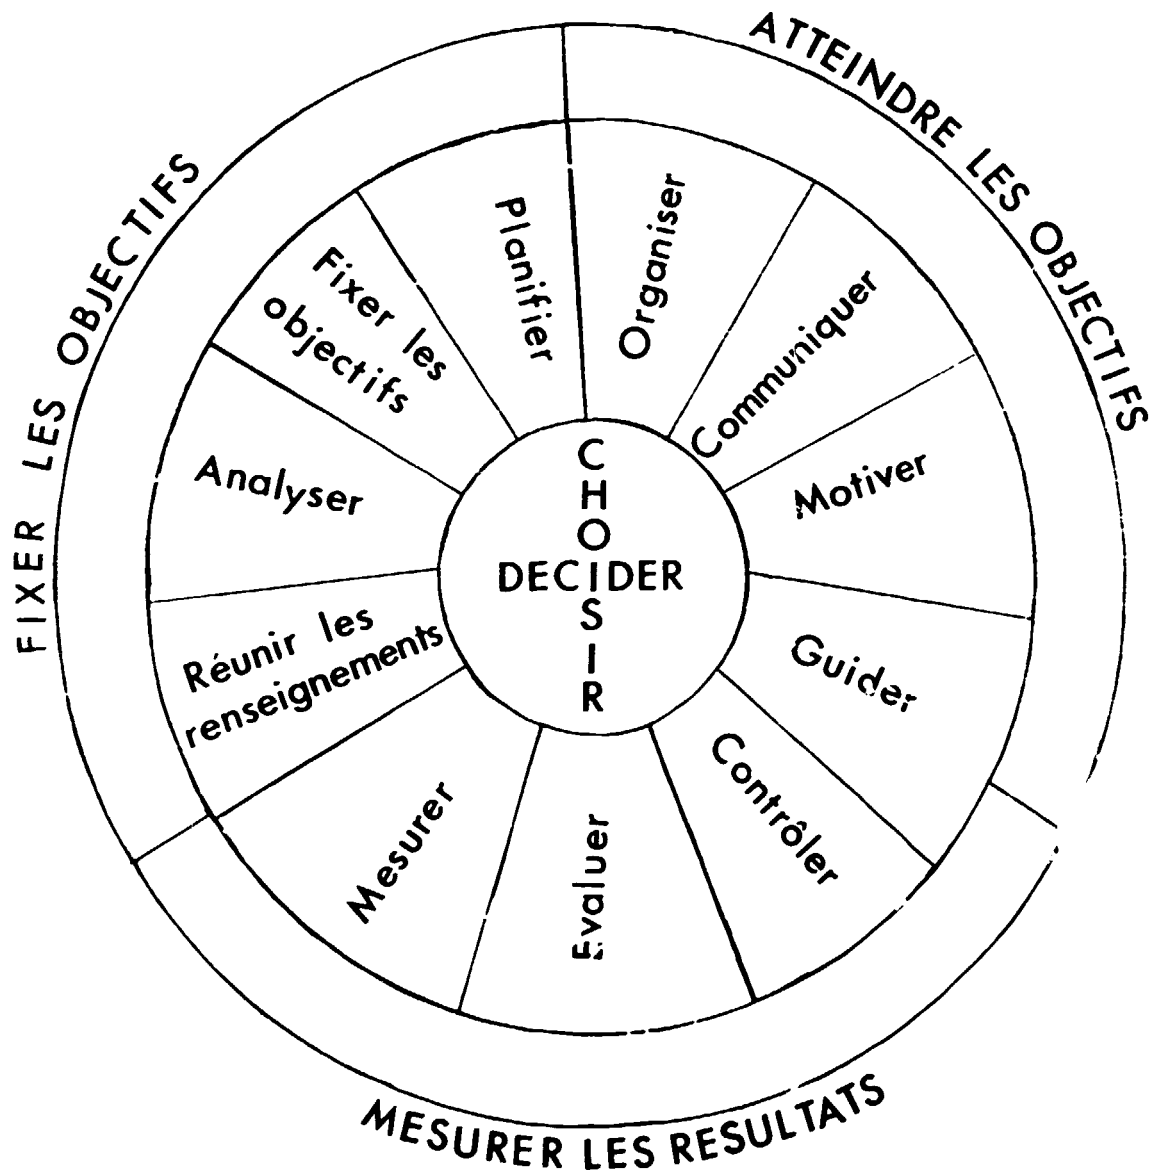 FIXER LES OBJECTIFS
ATTEINDRE LES OBJECTIFS
MESURER LES RESULTATS
Planifier
Organiser
Communiquer
Motiver
Guider
Contrôler
Evaluer
Mesurer
Réunir les
renseignements
Analyser
Fixer les
objectifs
CHOISIR
DECIDER